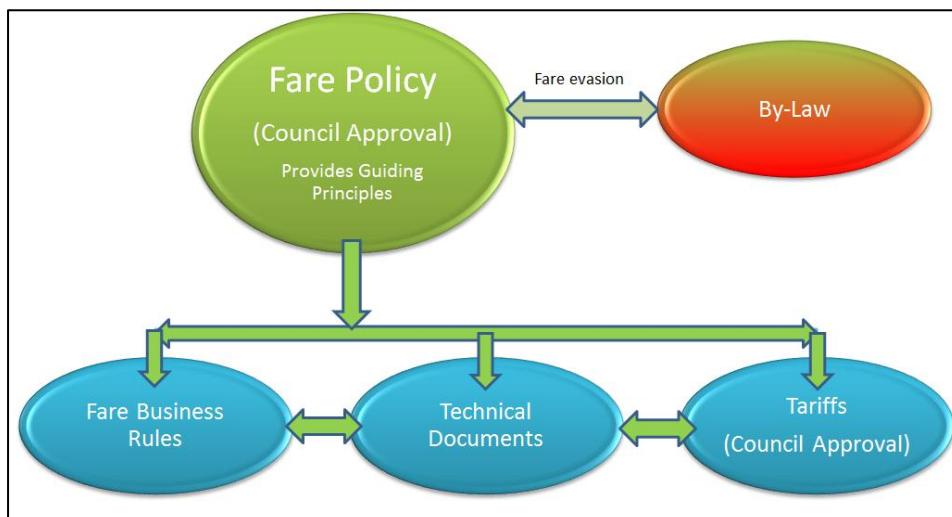 Fare Policy
(Council Approval)
Provides Guiding
Principles
Fare evasion
By-Law
Fare Business
Rules
Technical
Documents
Tariffs
(Council Approval)